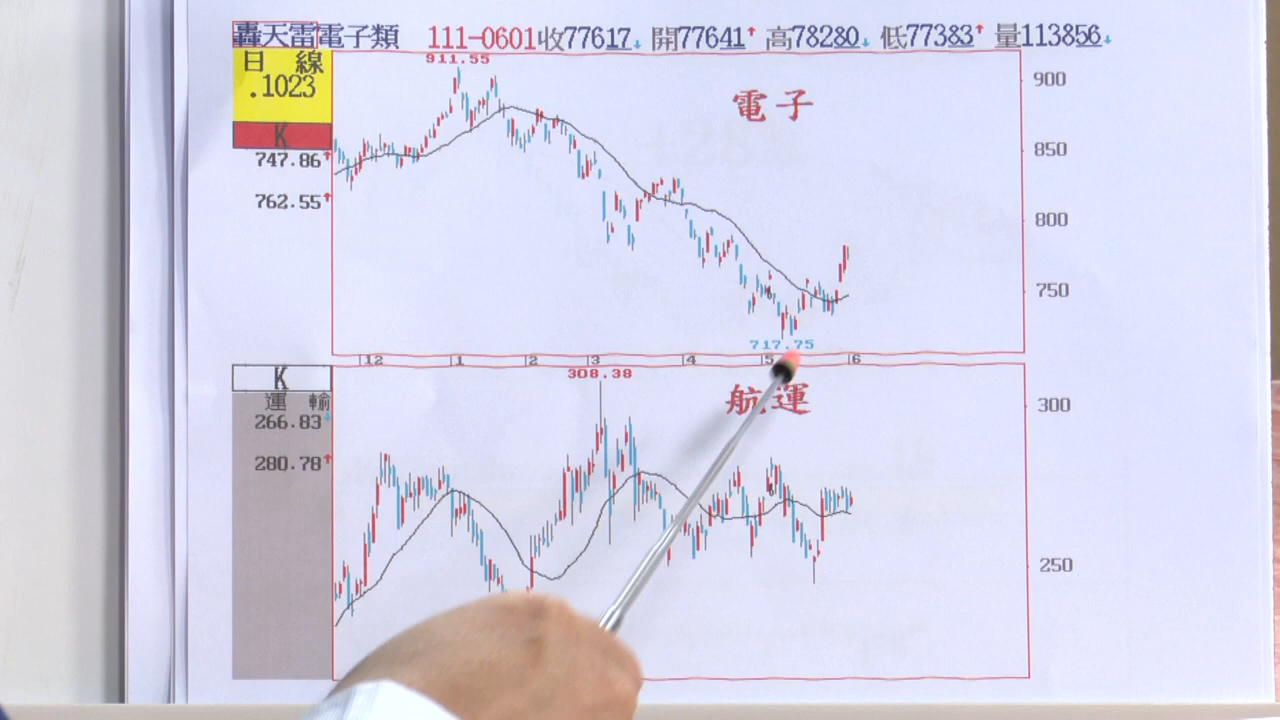 轟天雷電子類 111-0601收77617↓ 開77641↑ 高78280↓ 低77383↑ 量113856↓
日 線
.1023
K
747.86↑
762.55↑
911.55
電子
900
850
800
750
717.75
12 1 2 3 4 5 6
K
運 輸
266.83↓
280.78↑
308.38
航運
300
250